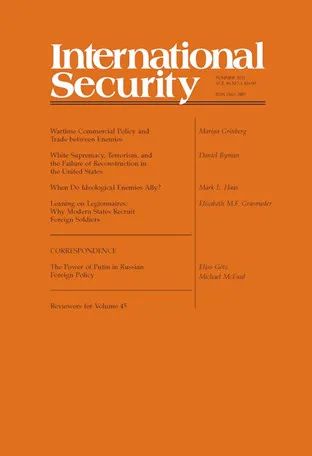 International
Security
SUMMER 2021
Wartime Commercial Policy and
Trade between Enemies
Mariya Grinberg
White Supremacy, Terrorism, and
the Failure of Reconstruction in
the United States
Daniel Byman
When Do Ideological Enemies Ally?
Mark L. Haas
Leaning on Legionnaires:
Why Modern States Recruit
Foreign Soldiers
Elizabeth M.F. Grasmeder
CORRESPONDENCE
The Power of Putin in Russian
Foreign Policy
Elias Götz
Michael McFaul
Reviewers for Volume 45